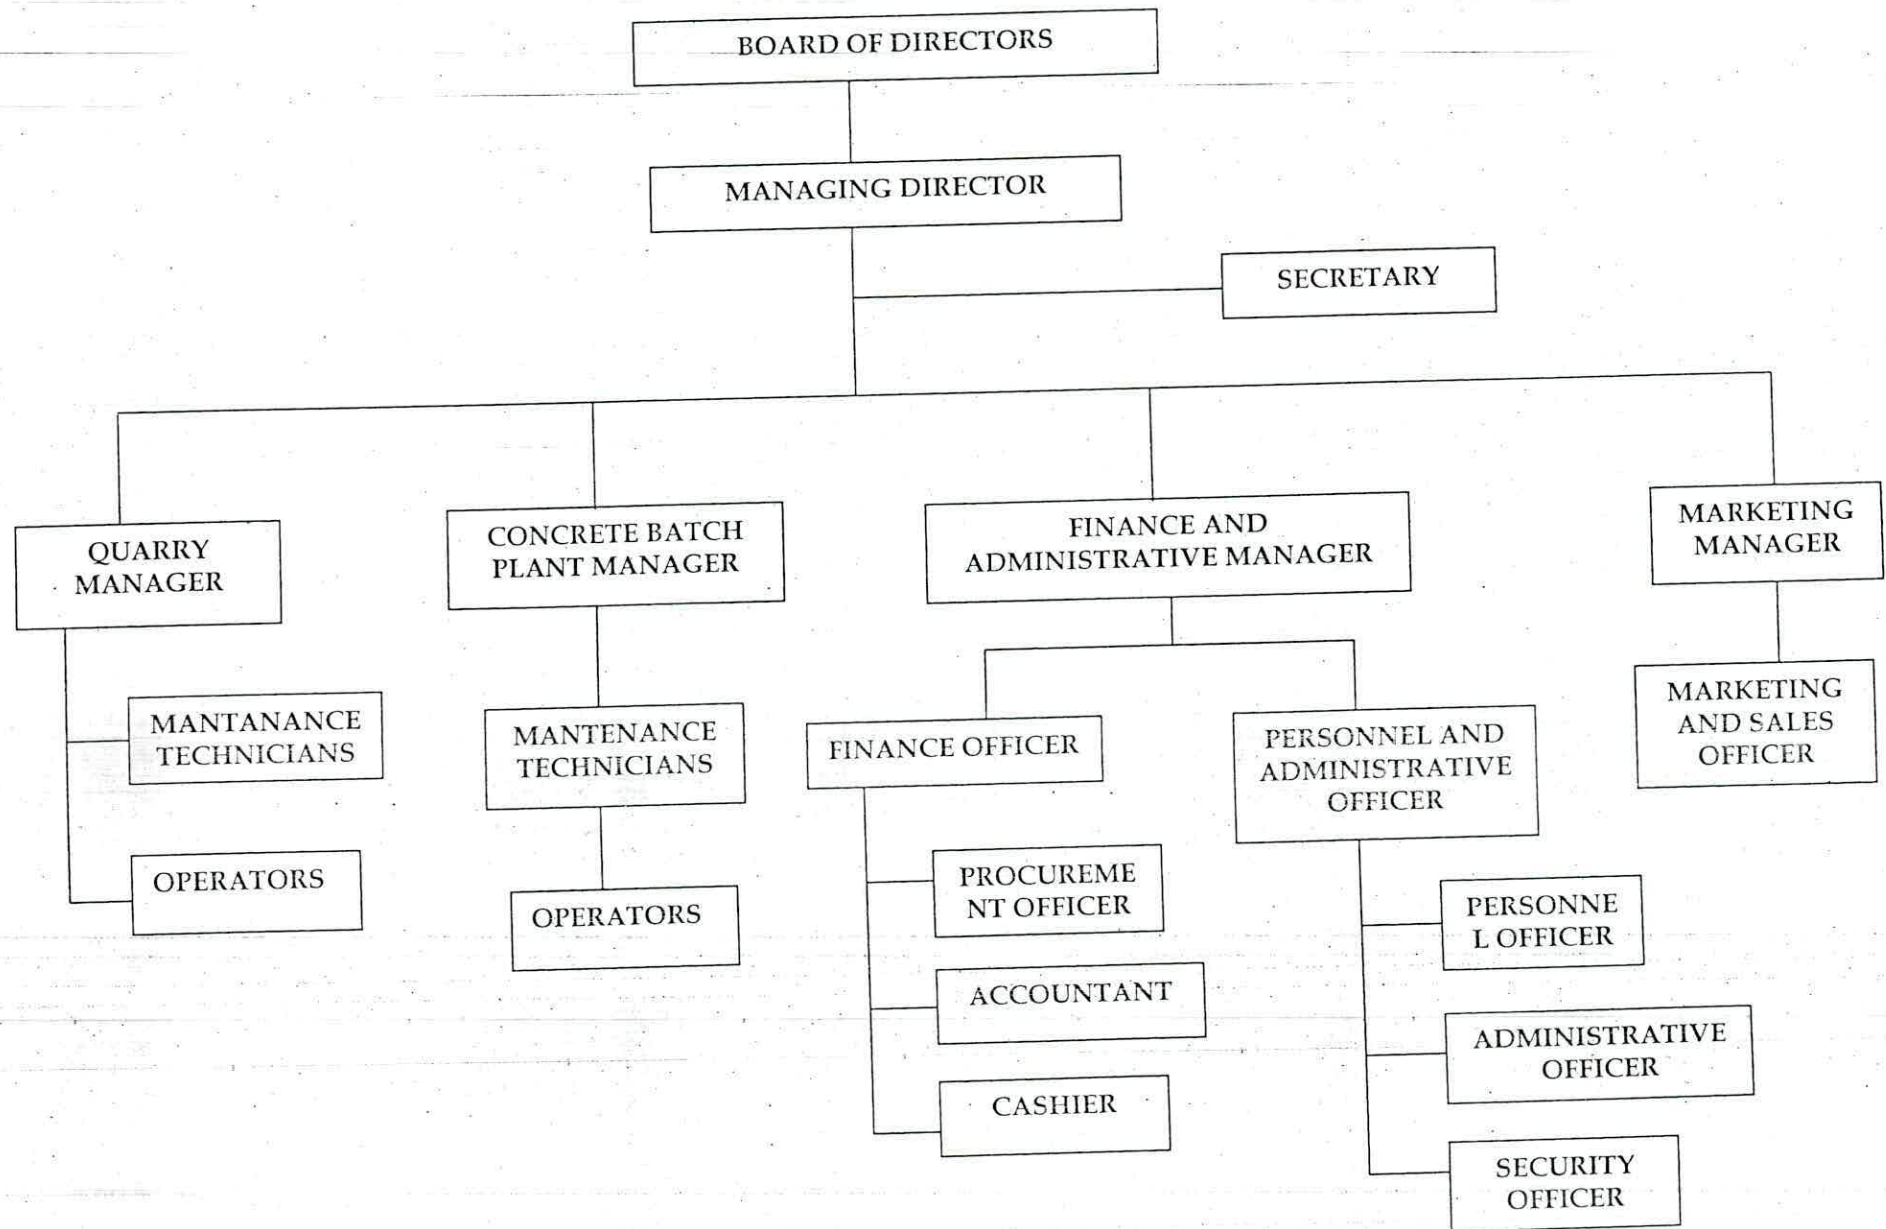 BOARD OF DIRECTORS
MANAGING DIRECTOR
SECRETARY
QUARRY
MANAGER
CONCRETE BATCH
PLANT MANAGER
FINANCE AND
ADMINISTRATIVE MANAGER
MARKETING
MANAGER
MANTANANCE
TECHNICIANS
OPERATORS
MANTENANCE
TECHNICIANS
OPERATORS
FINANCE OFFICER
PROCUREME
NT OFFICER
ACCOUNTANT
CASHIER
PERSONNEL AND
ADMINISTRATIVE
OFFICER
PERSONNE
L OFFICER
ADMINISTRATIVE
OFFICER
SECURITY
OFFICER
MARKETING
AND SALES
OFFICER